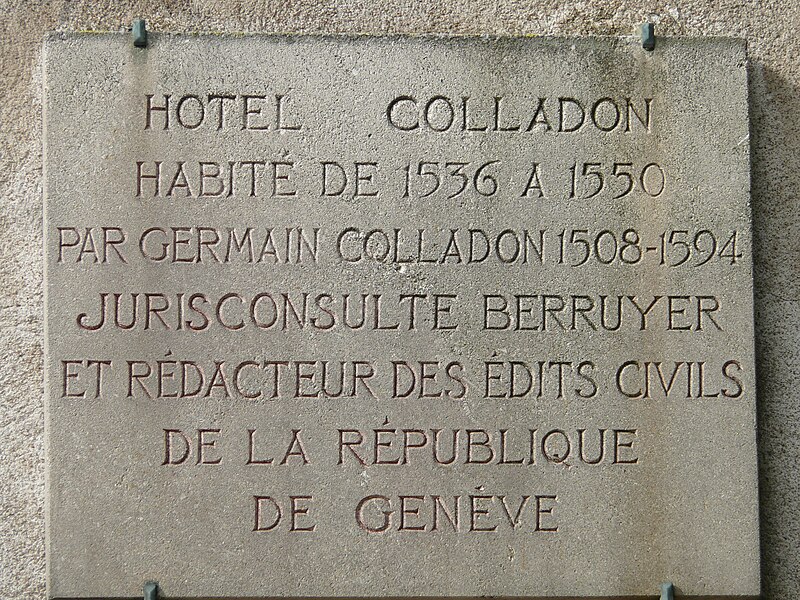 HOTEL COLLADON
HABITÉ DE 1536 A 1550
PAR GERMAIN COLLADON 1508-1594
JURISCONSULTE BERRUYER
ET RÉDACTEUR DES ÉDITS CIVILS
DE LA RÉPUBLIQUE
DE GENÈVE